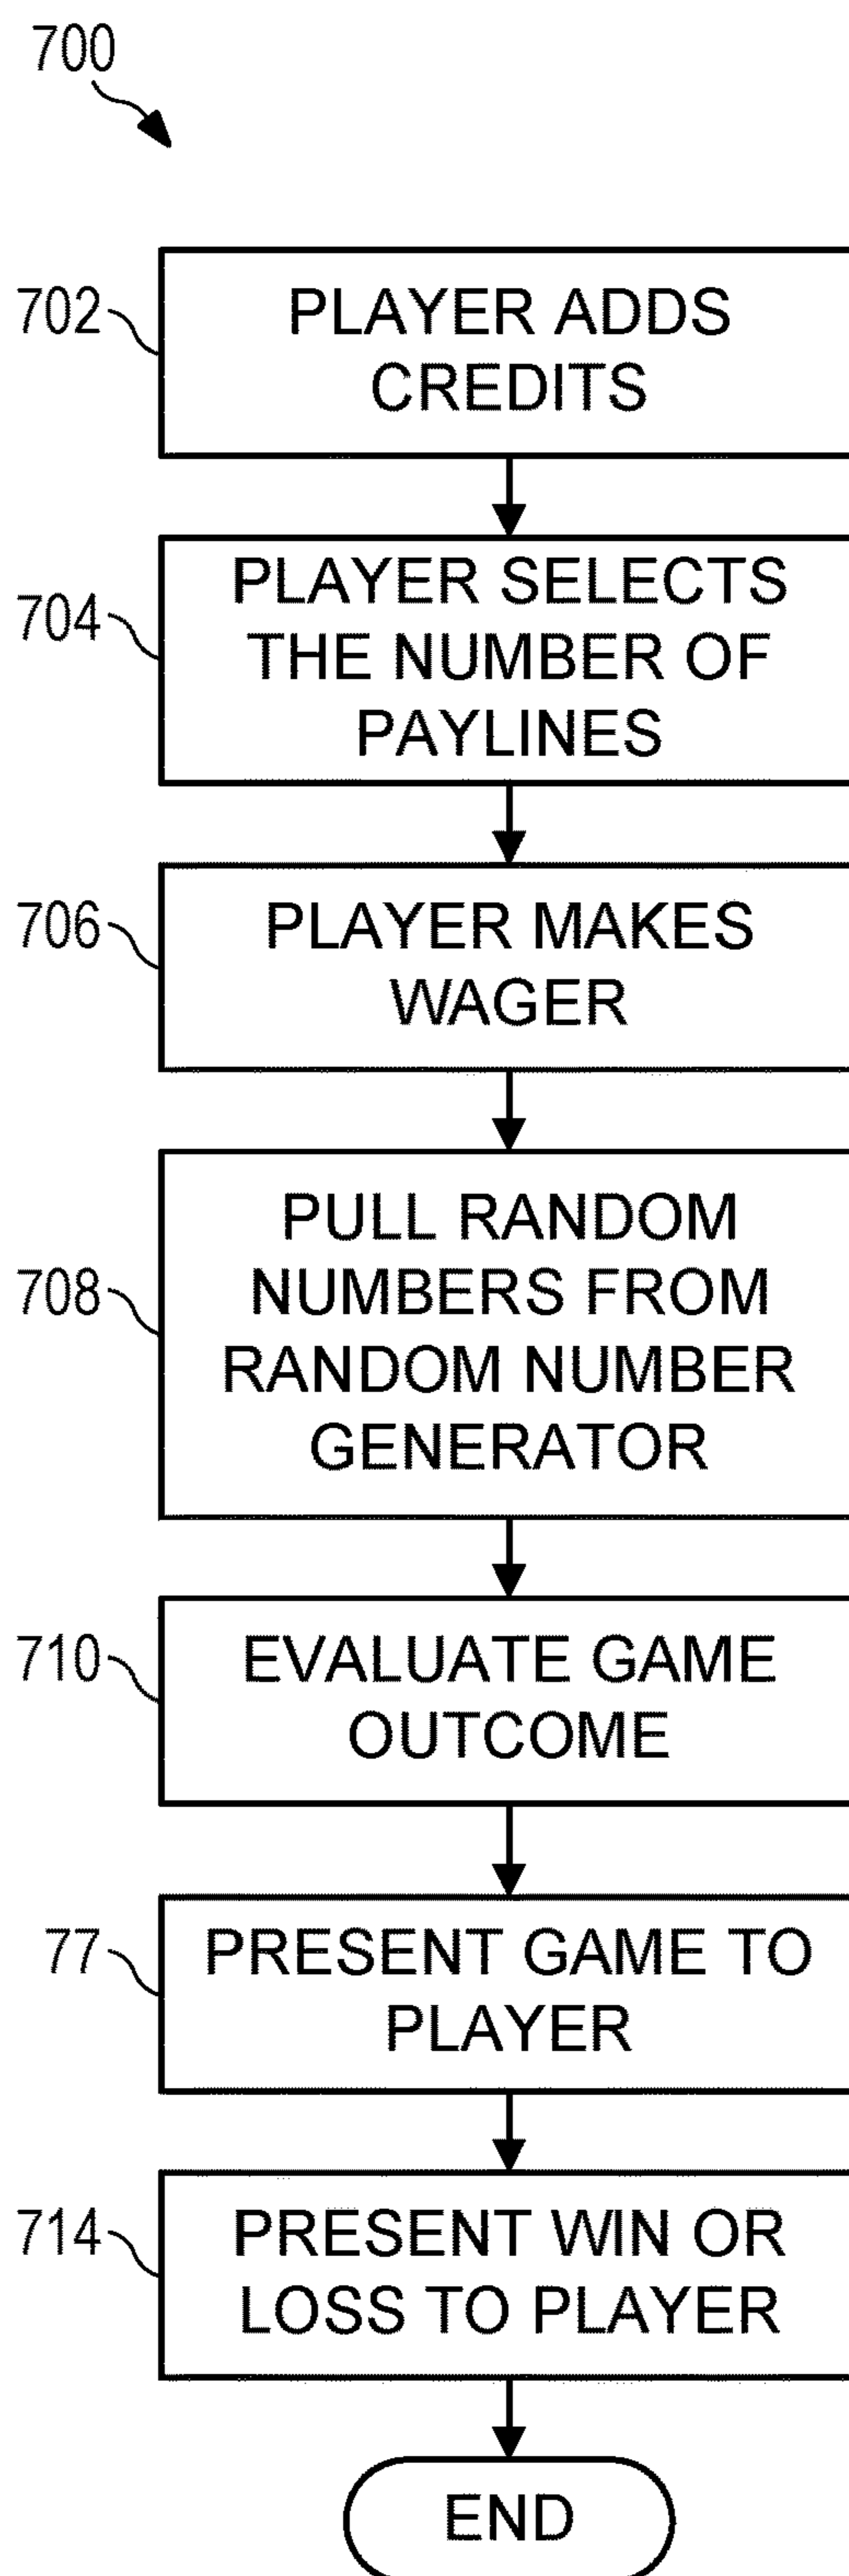 700
702
PLAYER ADDS
CREDITS
704
PLAYER SELECTS
THE NUMBER OF
PAYLINES
706
PLAYER MAKES
WAGER
708
PULL RANDOM
NUMBERS FROM
RANDOM NUMBER
GENERATOR
710
EVALUATE GAME
OUTCOME
77
PRESENT GAME TO
PLAYER
714
PRESENT WIN OR
LOSS TO PLAYER
END